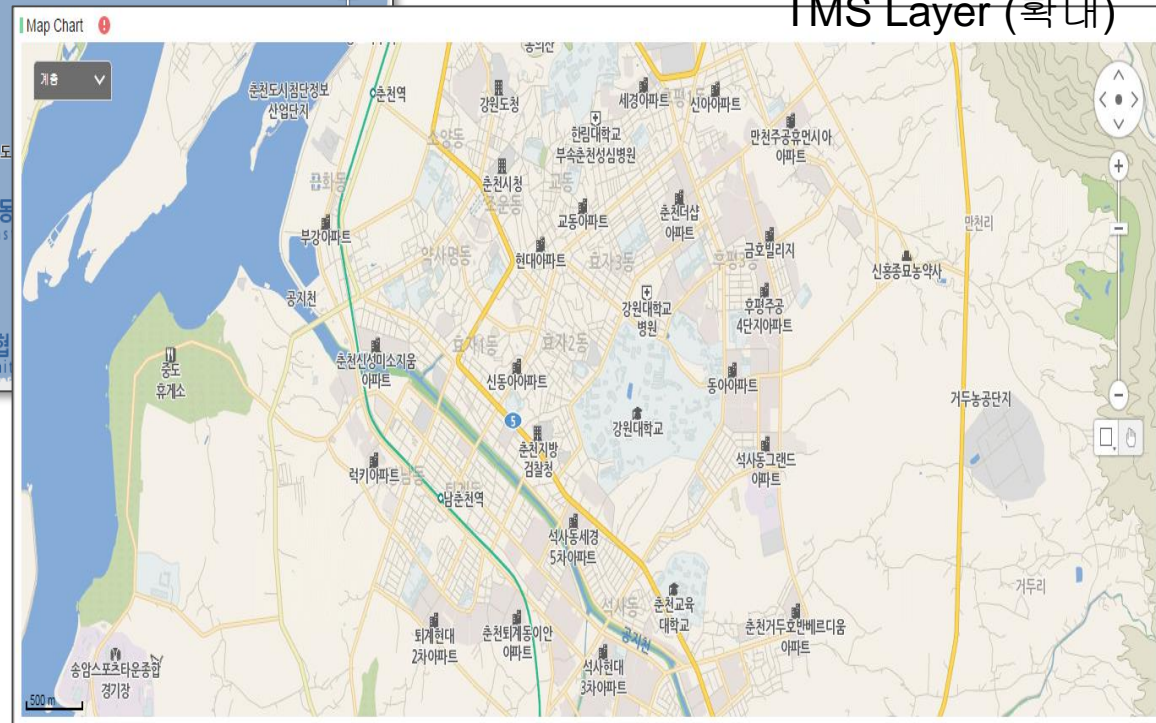 TMS Layer (확대)
Map Chart
계층
춘천도시첨단정보
산업단지
춘천역
강원도청
세경아파트
신아아파트
한림대학교
부속춘천성심병원
만천주공휴먼시아
아파트
소양동
춘천시청
교동
조운동
부강아파트
교동아파트
춘천더샵
아파트
만천리
약사명동
현대아파트
효자3동
금호빌리지
신흥종묘농약사
공지천
강원대학교
병원
후평주공
4단지아파트
효자1동
효자2동
춘천신성미소지움
아파트
중도
휴게소
신동아아파트
동아아파트
거두농공단지
5
강원대학교
춘천지방
검찰청
석사동그랜드
아파트
럭키아파트
남춘천역
석사동세경
5차아파트
거두리
석사동
춘천교육
대학교
퇴계현대
2차아파트
춘천퇴계동이안
아파트
공지천
춘천거두호반베르디움
아파트
석사현대
3차아파트
송암스포츠타운종합
경기장
500 m